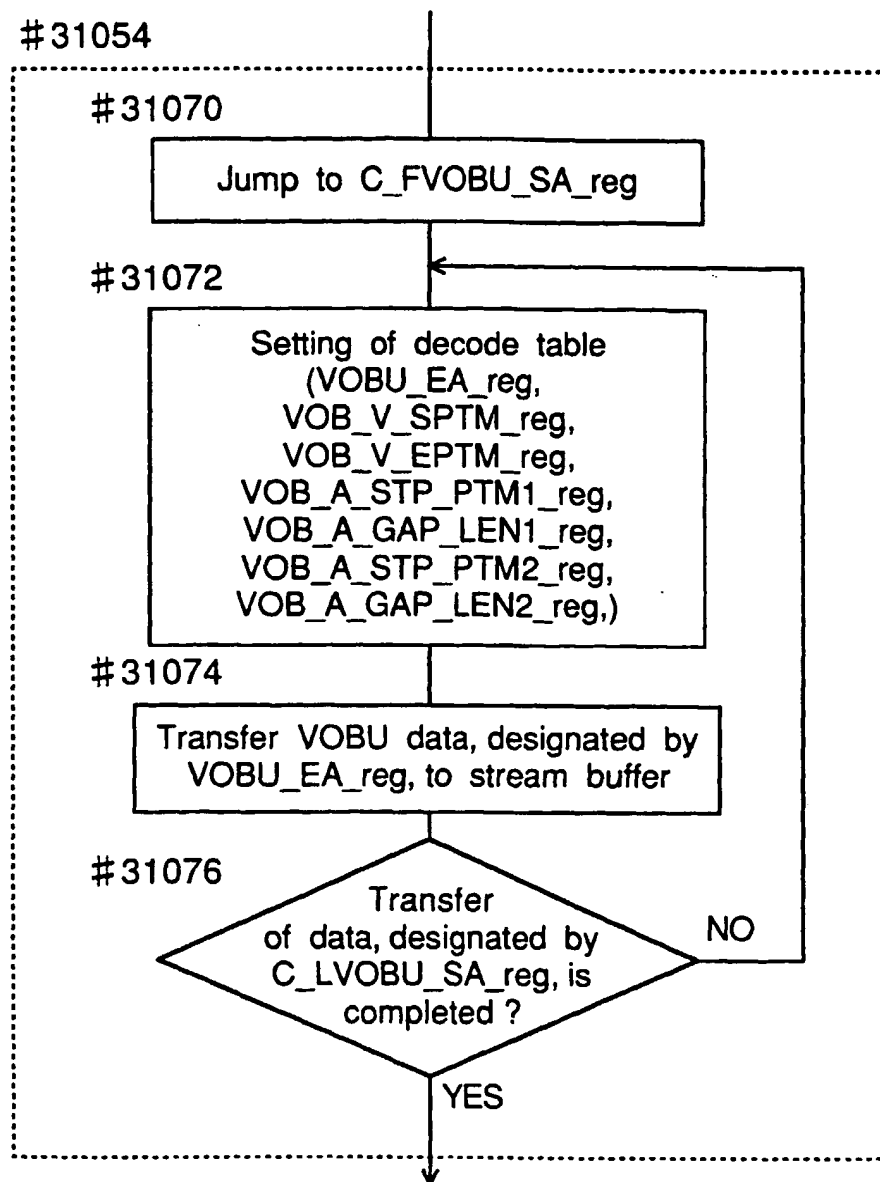 #31054
#31070
Jump to C_FVOBU_SA_reg
#31072
Setting of decode table
(VOBU_EA_reg,
VOB_V_SPTM_reg,
VOB_V_EPTM_reg,
VOB_A_STP_PTM1_reg,
VOB_A_GAP_LEN1_reg,
VOB_A_STP_PTM2_reg,
VOB_A_GAP_LEN2_reg,)
#31074
Transfer VOBU data, designated by
VOBU_EA_reg, to stream buffer
#31076
Transfer
of data, designated by
C_LVOBU_SA_reg, is
completed ?
NO
YES